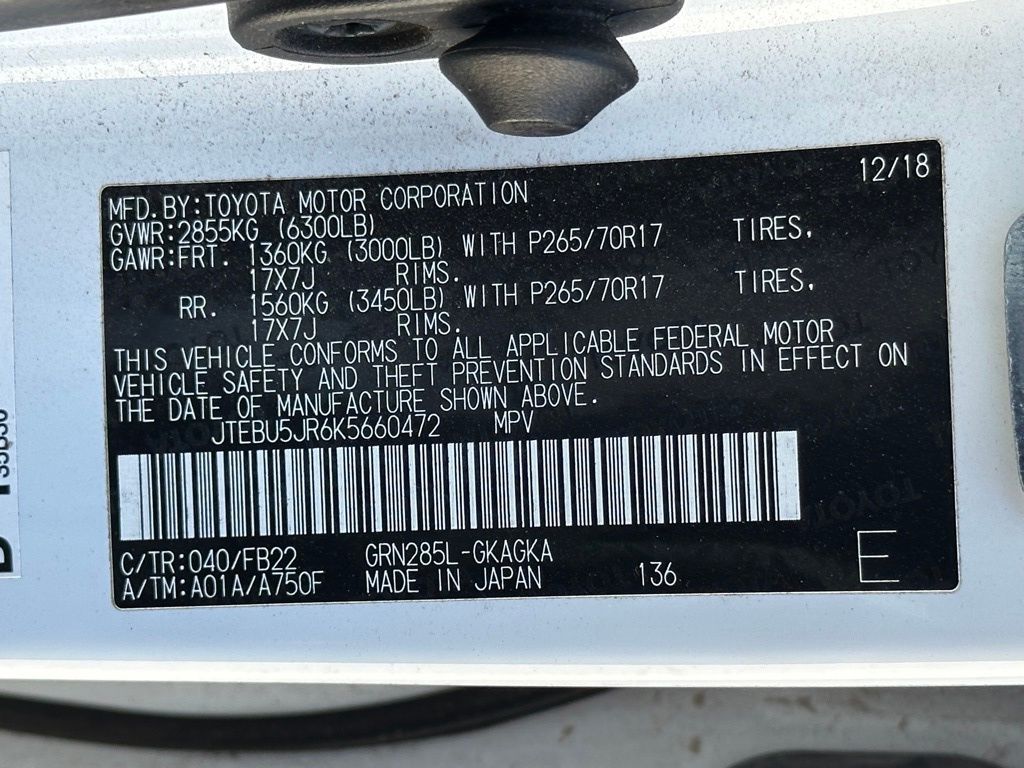 12/18
MFD.BY:TOYOTA MOTOR CORPORATION
GVWR:2855KG (6300LB)
GAWR:FRT. 1360KG (3000LB) WITH P265/70R17 TIRES,
17X7J RIMS.
RR. 1560KG (3450LB) WITH P265/70R17 TIRES,
17X7J RIMS.
THIS VEHICLE CONFORMS TO ALL APPLICABLE FEDERAL MOTOR
VEHICLE SAFETY AND THEFT PREVENTION STANDARDS IN EFFECT ON
THE DATE OF MANUFACTURE SHOWN ABOVE.
JTEBU5JR6K5660472 MPV
C/TR:040/FB22 GRN285L-GKAGKA
A/TM:A01A/A750F MADE IN JAPAN 136
E